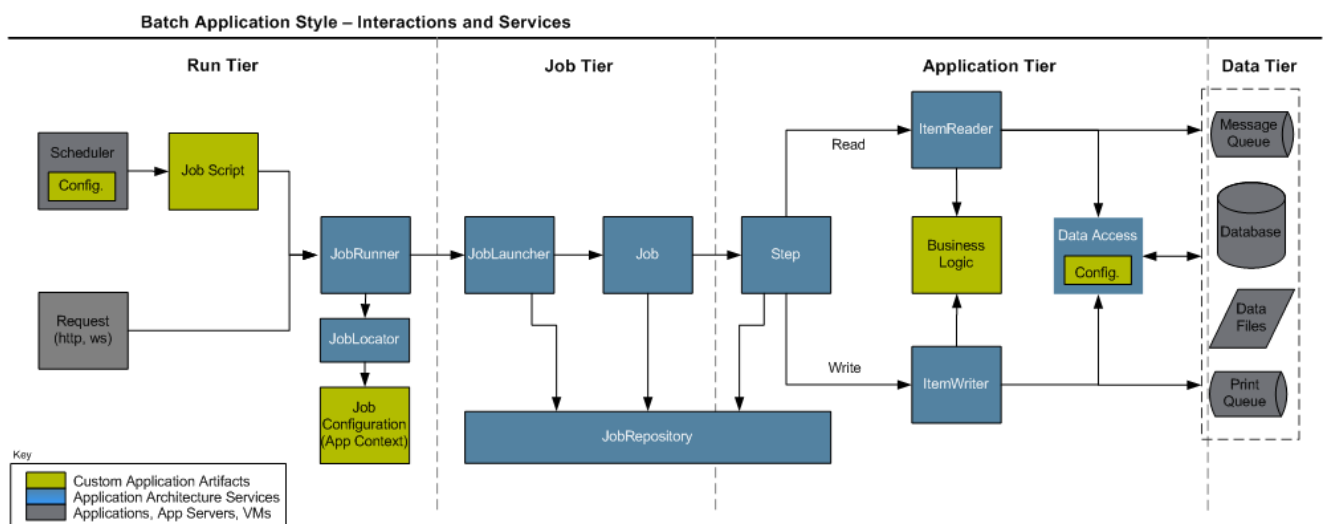 Batch Application Style – Interactions and Services
Run Tier
Job Tier
Application Tier
Data Tier
Scheduler
Config.
Job Script
Request
(http, ws)
JobRunner
JobLocator
Job
Configuration
(App Context)
JobLauncher
Job
Step
JobRepository
Read
Write
ItemReader
Business
Logic
ItemWriter
Data Access
Config.
Message
Queue
Database
Data
Files
Print
Queue
Key
Custom Application Artifacts
Application Architecture Services
Applications, App Servers, VMs